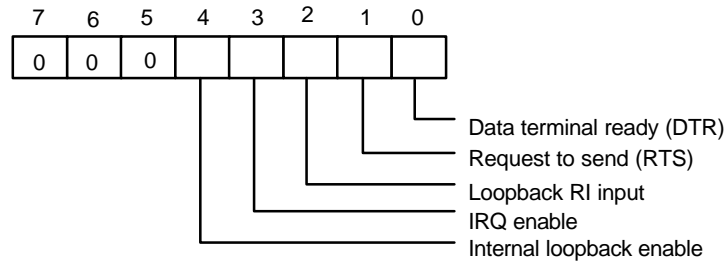 7 6 5 4 3 2 1 0
0 0 0
Data terminal ready (DTR)
Request to send (RTS)
Loopback RI input
IRQ enable
Internal loopback enable